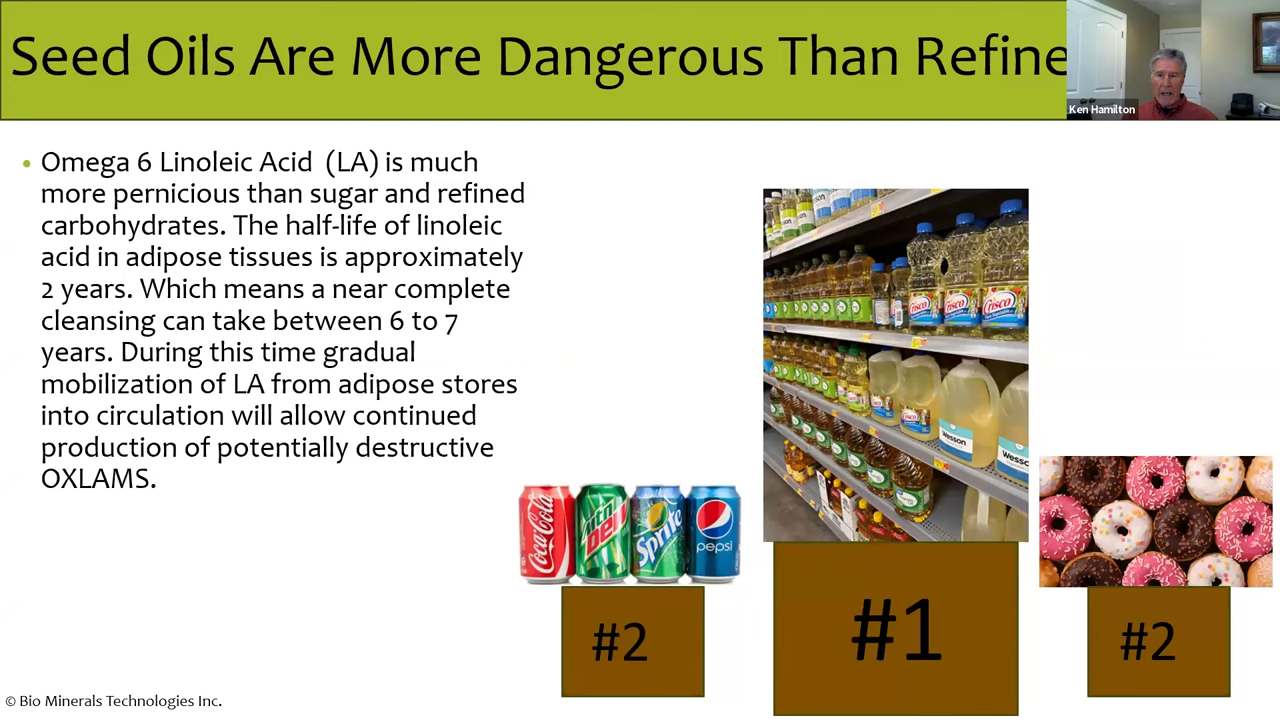 Seed Oils Are More Dangerous Than Refine
Ken Hamilton
• Omega 6 Linoleic Acid (LA) is much
more pernicious than sugar and refined
carbohydrates. The half-life of linoleic
acid in adipose tissues is approximately
2 years. Which means a near complete
cleansing can take between 6 to 7
years. During this time gradual
mobilization of LA from adipose stores
into circulation will allow continued
production of potentially destructive
OXLAMS.
Crisco
Crisco
Crisco
Crisco
Crisco
Wesson
Wesso
Coca-Cola
Mtn
Dew
Sprite
pepsi
#2
#1
#2
© Bio Minerals Technologies Inc.